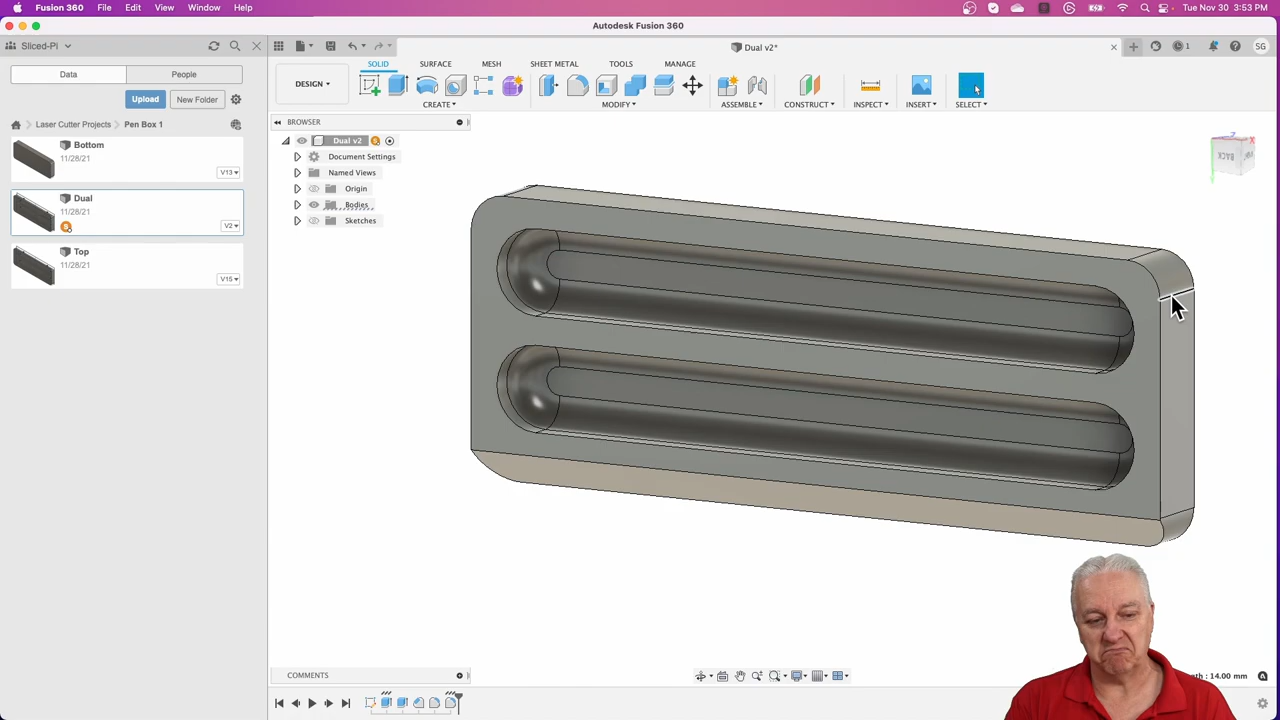 Fusion 360 File Edit View Window Help Tue Nov 30 3:53 PM
Autodesk Fusion 360
Sliced-Pi
Dual v2*
1
SG
Data People
Upload New Folder
Laser Cutter Projects Pen Box 1
Bottom
11/28/21
V13
Dual
11/28/21
V2
Top
11/28/21
V15
DESIGN
SOLID SURFACE MESH SHEET METAL TOOLS MANAGE
CREATE MODIFY ASSEMBLE CONSTRUCT INSPECT INSERT SELECT
BROWSER
Dual v2
Document Settings
Named Views
Origin
Bodies
Sketches
BACK
Z
X
COMMENTS
: 14.00 mm